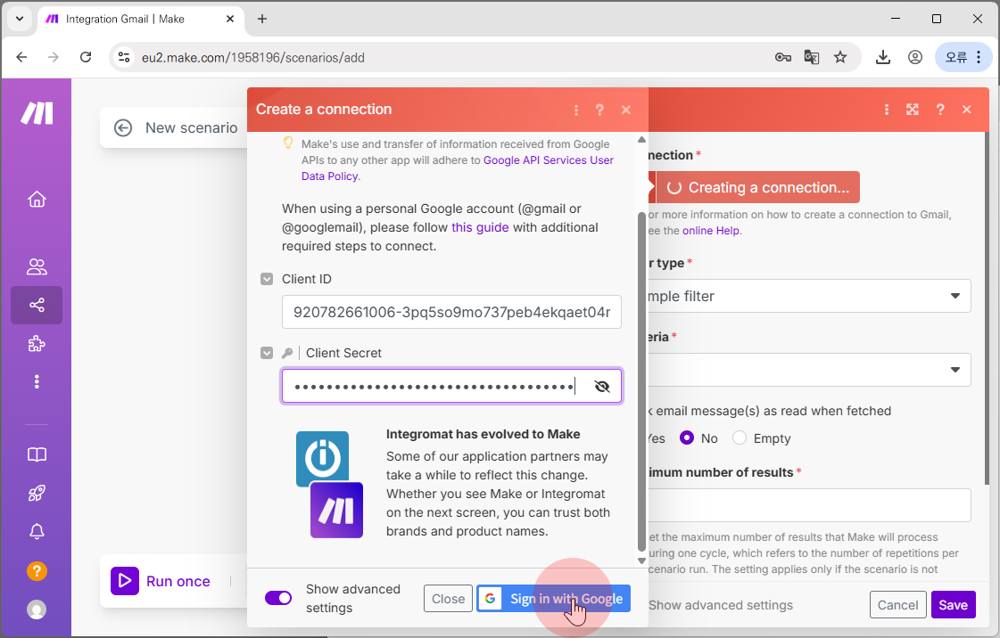 Integration Gmail | Make
eu2.make.com/1958196/scenarios/add
오류
New scenario
Run once
Create a connection
Make's use and transfer of information received from Google
APIs to any other app will adhere to Google API Services User
Data Policy.
When using a personal Google account (@gmail or
@googlemail), please follow this guide with additional
required steps to connect.
Client ID
920782661006-3pq5so9mo737peb4ekqaet04r
Client Secret
Integromat has evolved to Make
Some of our application partners may
take a while to reflect this change.
Whether you see Make or Integromat
on the next screen, you can trust both
brands and product names.
Show advanced
settings
Close
Sign in with Google
nnection *
Creating a connection...
or more information on how to create a connection to Gmail,
ee the online Help.
r type *
mple filter
eria *
k email message(s) as read when fetched
Yes No Empty
imum number of results *
et the maximum number of results that Make will process
uring one cycle, which refers to the number of repetitions per
cenario run. The setting applies only if the scenario is not
Show advanced settings
Cancel
Save